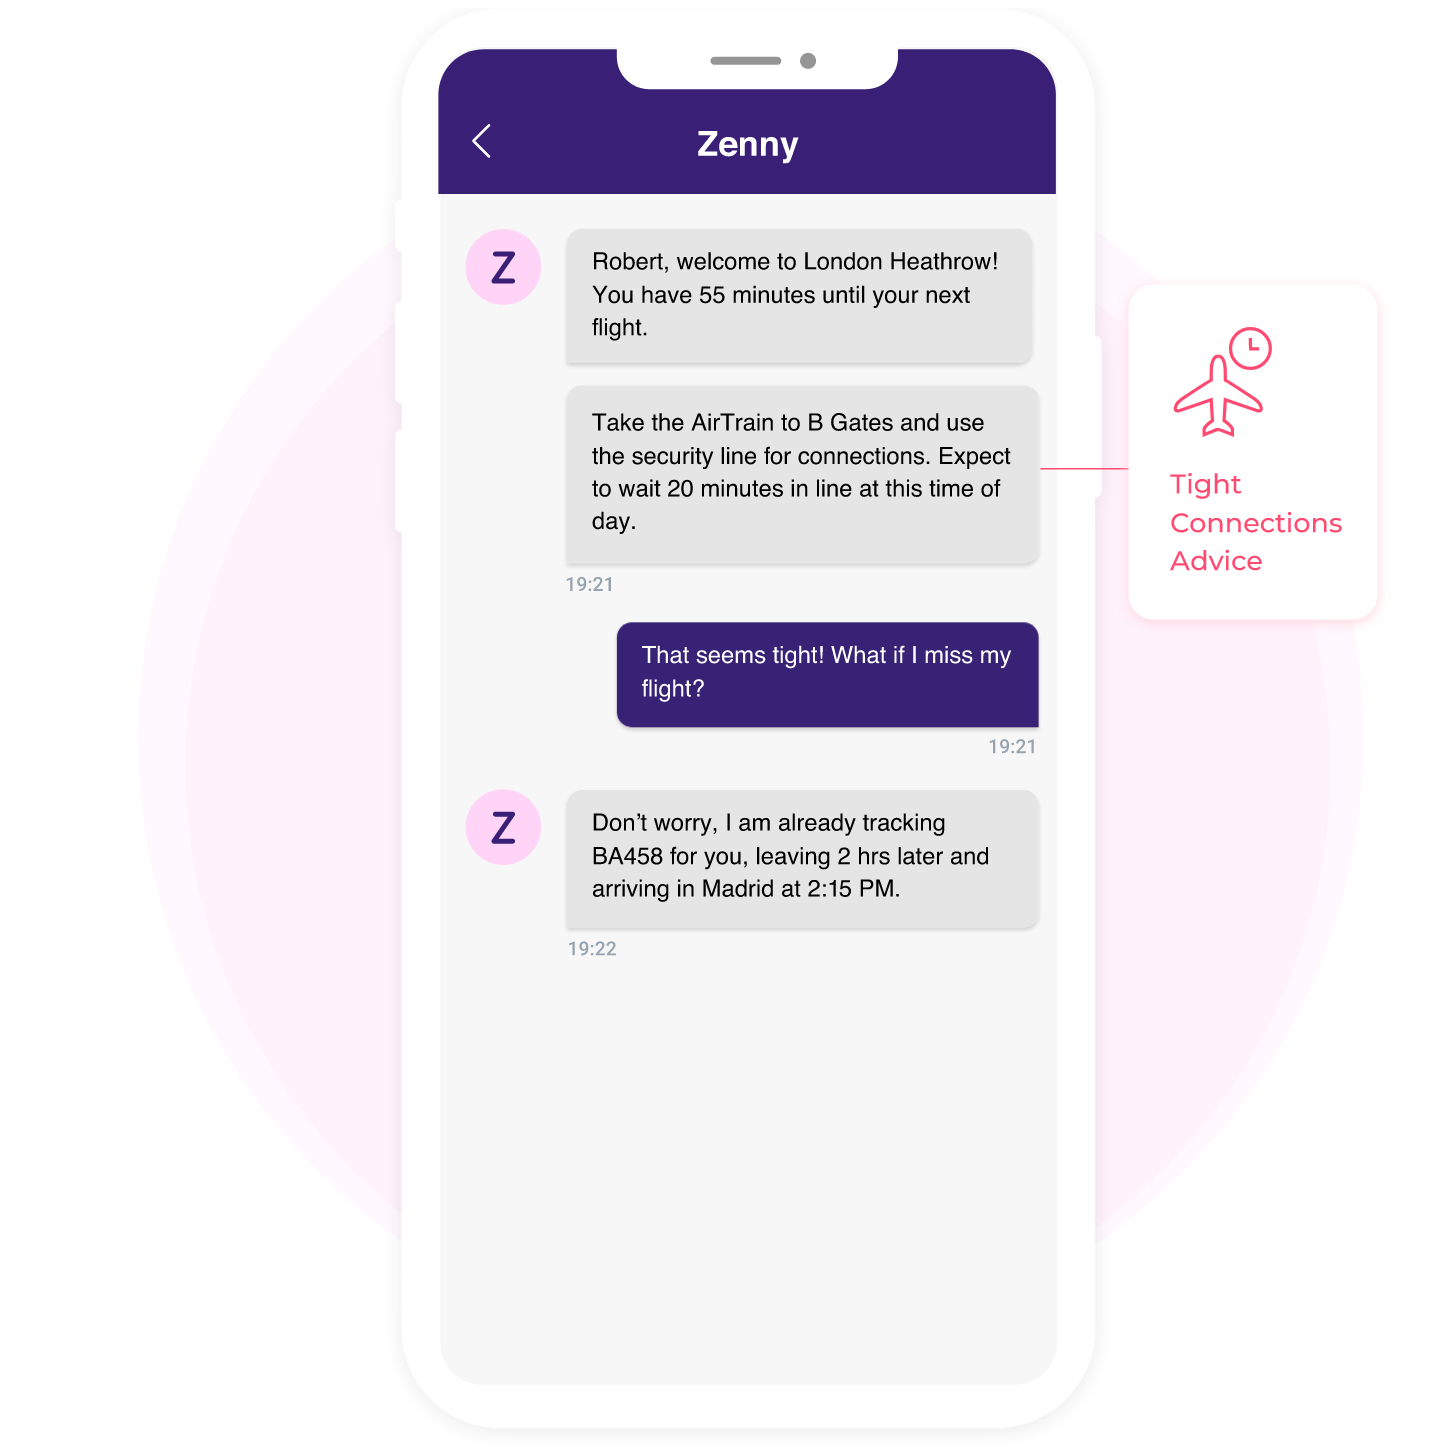 Zenny
Z
Robert, welcome to London Heathrow!
You have 55 minutes until your next
flight.
Take the AirTrain to B Gates and use
the security line for connections. Expect
to wait 20 minutes in line at this time of
day.
19:21
Tight
Connections
Advice
That seems tight! What if I miss my
flight?
19:21
Z
Don’t worry, I am already tracking
BA458 for you, leaving 2 hrs later and
arriving in Madrid at 2:15 PM.
19:22